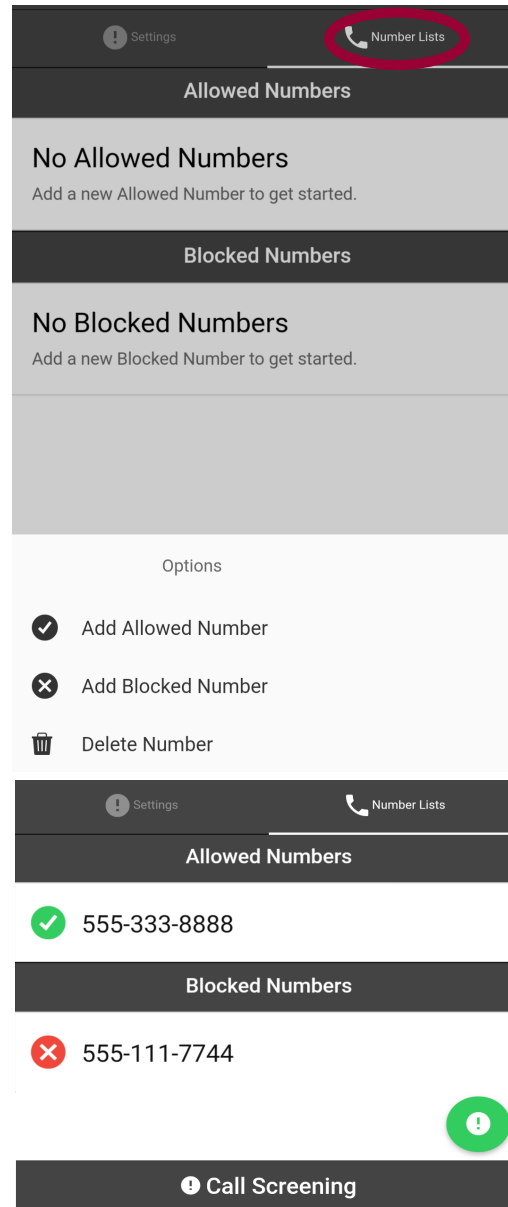 Settings
Number Lists
Allowed Numbers
No Allowed Numbers
Add a new Allowed Number to get started.
Blocked Numbers
No Blocked Numbers
Add a new Blocked Number to get started.
Options
Add Allowed Number
Add Blocked Number
Delete Number
Settings
Number Lists
Allowed Numbers
555-333-8888
Blocked Numbers
555-111-7744
Call Screening